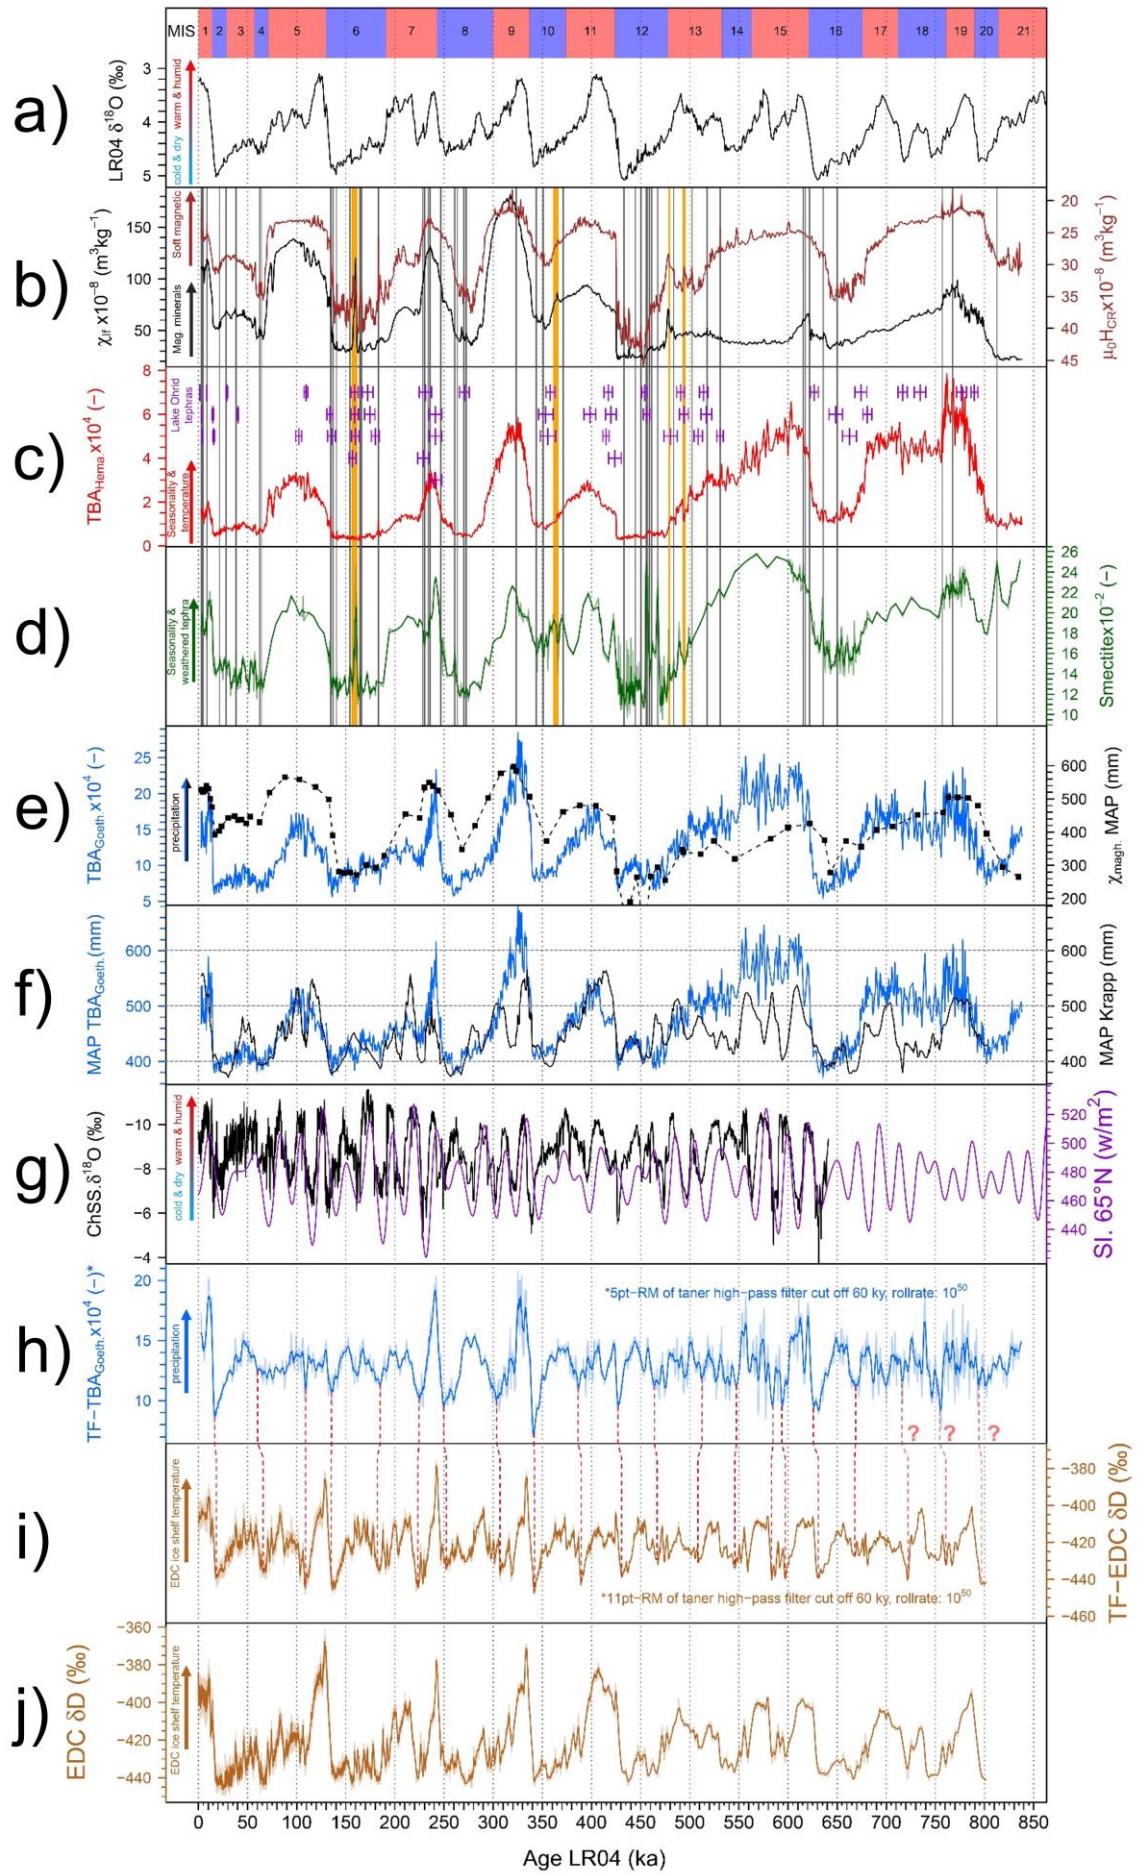 MIS 1 2 3 4 5 6 7 8 9 10 11 12 13 14 15 16 17 18 19 20 21
a)
LR04 δ¹⁸O (‰)
cold & dry warm & humid
3
4
5
b)
χlf x10⁻⁸ (m³kg⁻¹)
Mag. minerals
Soft magnetic
150
100
50
20
25
30
35
40
45
μ₀HCRx10⁻⁸ (m³kg⁻¹)
c)
TBAHema.x10⁴ (−)
Seasonality &
temperature
Lake Ohrid
tephras
8
6
4
2
0
d)
Seasonality &
weathered tephra
26
24
22
20
18
16
14
12
10
Smectitex10⁻² (−)
e)
TBAGoeth.x10⁴ (−)
precipitation
25
20
15
10
5
600
500
400
300
200
χmagh. MAP (mm)
f)
MAP TBAGoeth.(mm)
600
500
400
600
500
400
MAP Krapp (mm)
g)
ChSS.δ¹⁸O (‰)
cold & dry warm & humid
−10
−8
−6
−4
520
500
480
460
440
SI. 65°N (w/m²)
h)
TF−TBAGoeth.x10⁴ (−)*
precipitation
20
15
10
*5pt−RM of taner high−pass filter cut off 60 ky, rollrate: 10⁵⁰
? ? ?
i)
EDC ice shelf temperature
−380
−400
−420
−440
−460
TF−EDC δD (‰)
*11pt−RM of taner high−pass filter cut off 60 ky, rollrate: 10⁵⁰
j)
EDC δD (‰)
EDC ice shelf temperature
−360
−380
−400
−420
−440
0 50 100 150 200 250 300 350 400 450 500 550 600 650 700 750 800 850
Age LR04 (ka)